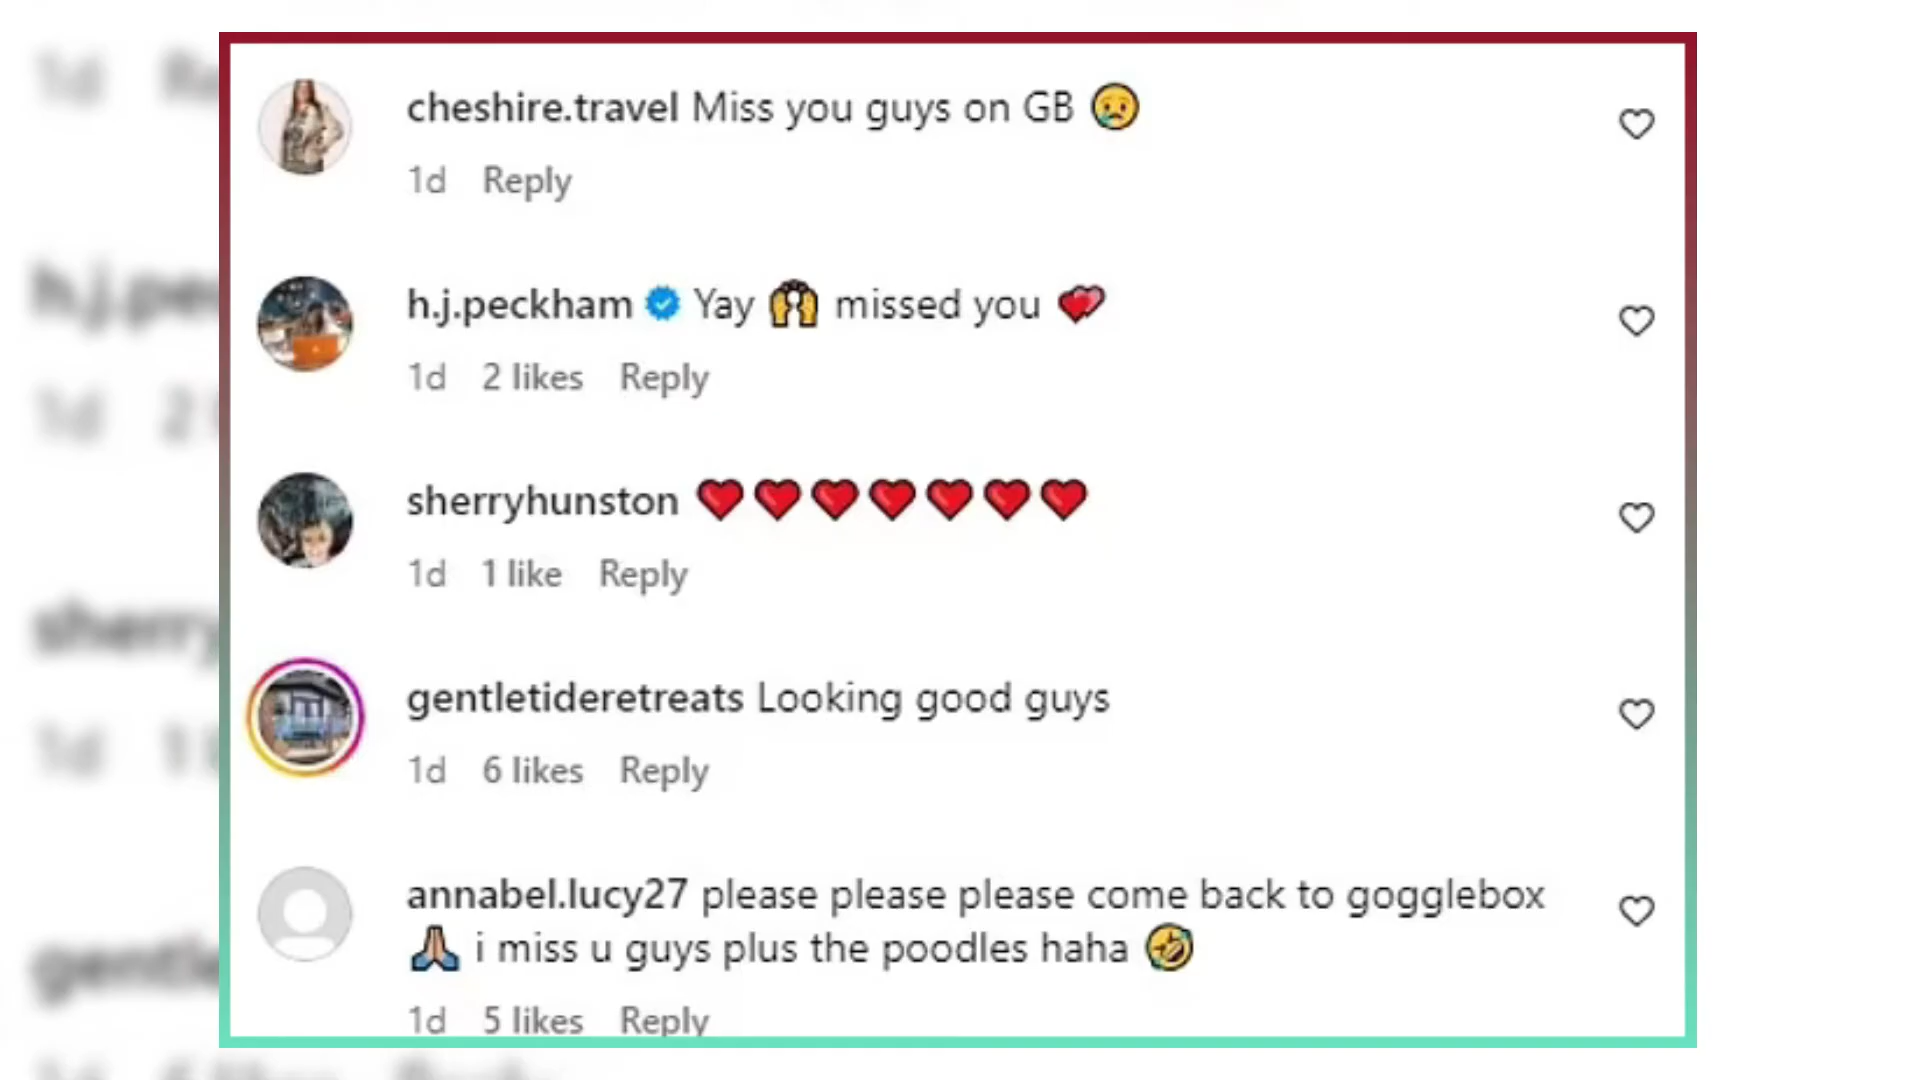 cheshire.travel Miss you guys on GB 😥
1d Reply
h.j.peckham Yay 🙌 missed you 💕
1d 2 likes Reply
sherryhunston ❤️❤️❤️❤️❤️❤️❤️
1d 1 like Reply
gentletideretreats Looking good guys
1d 6 likes Reply
annabel.lucy27 please please please come back to gogglebox
🙏🏼 i miss u guys plus the poodles haha 🤣
1d 5 likes Reply